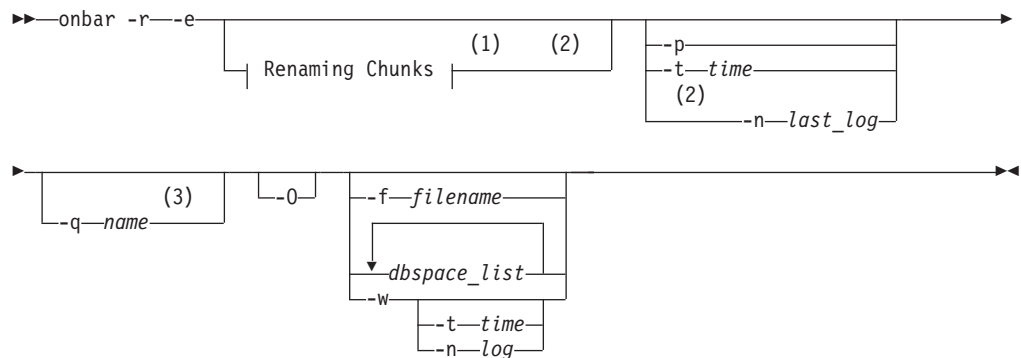 onbar -r -e
(1) (2)
Renaming Chunks
-p
-t time
(2)
-n last_log
(3)
-q name
-O
-f filename
dbspace_list
-w
-t time
-n log